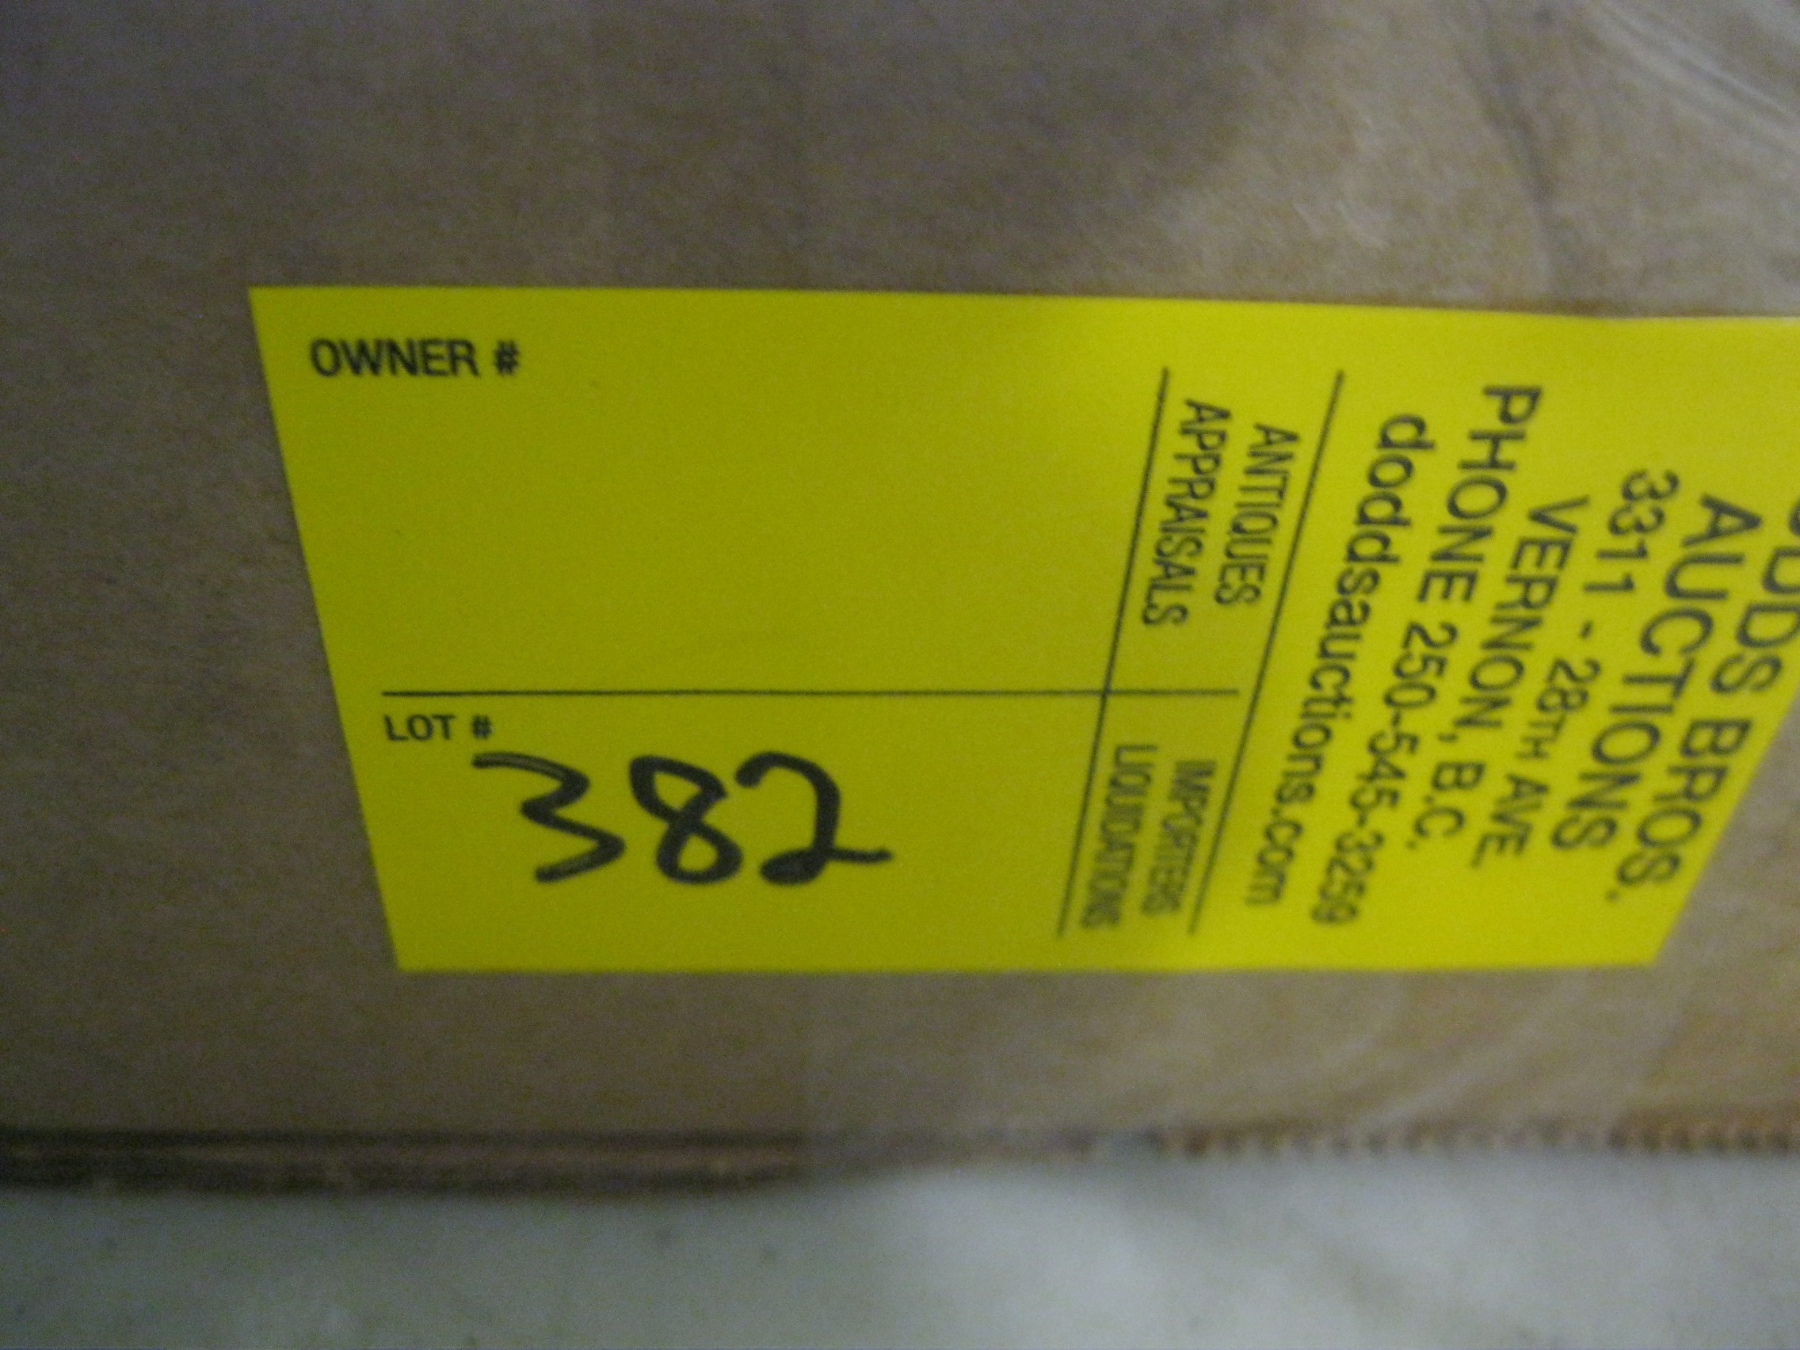 OWNER #
LOT #
382
ODDS BROS.
AUCTIONS
3311 - 28TH AVE.
VERNON, B.C.
PHONE 250-545-3259
doddsauctions.com
ANTIQUES IMPORTERS
APPRAISALS LIQUIDATIONS